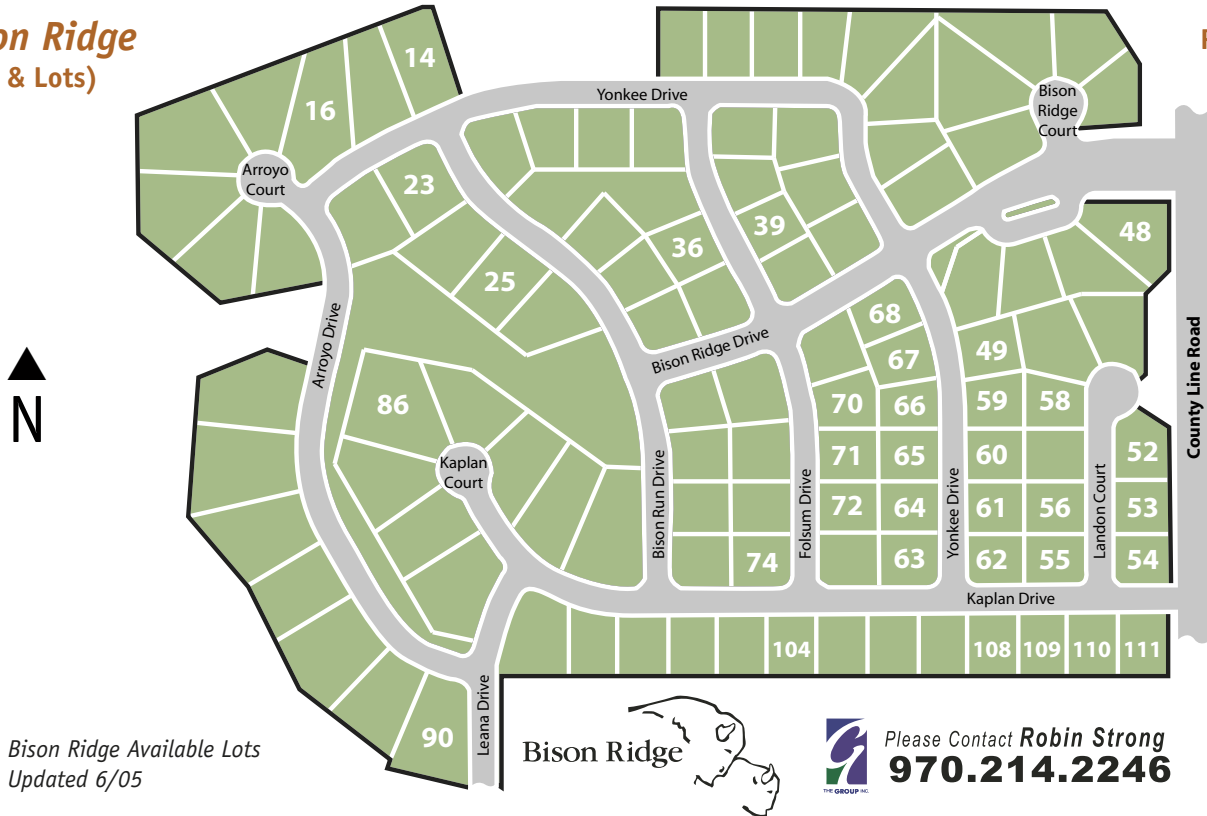 on Ridge
& Lots)
14
16
Yonkee Drive
Bison
Ridge
Court
Arroyo
Court
23
39
36
48
25
68
Bison Ridge Drive
49
67
Arroyo Drive
86
70
66
59
58
Kaplan
Court
71
65
60
52
Bison Run Drive
Folsum Drive
Yonkee Drive
Landon Court
County Line Road
72
64
61
56
53
74
63
62
55
54
Kaplan Drive
104
108
109
110
111
90
Leana Drive
N
Bison Ridge Available Lots
Updated 6/05
Bison Ridge
THE GROUP INC.
Please Contact Robin Strong
970.214.2246